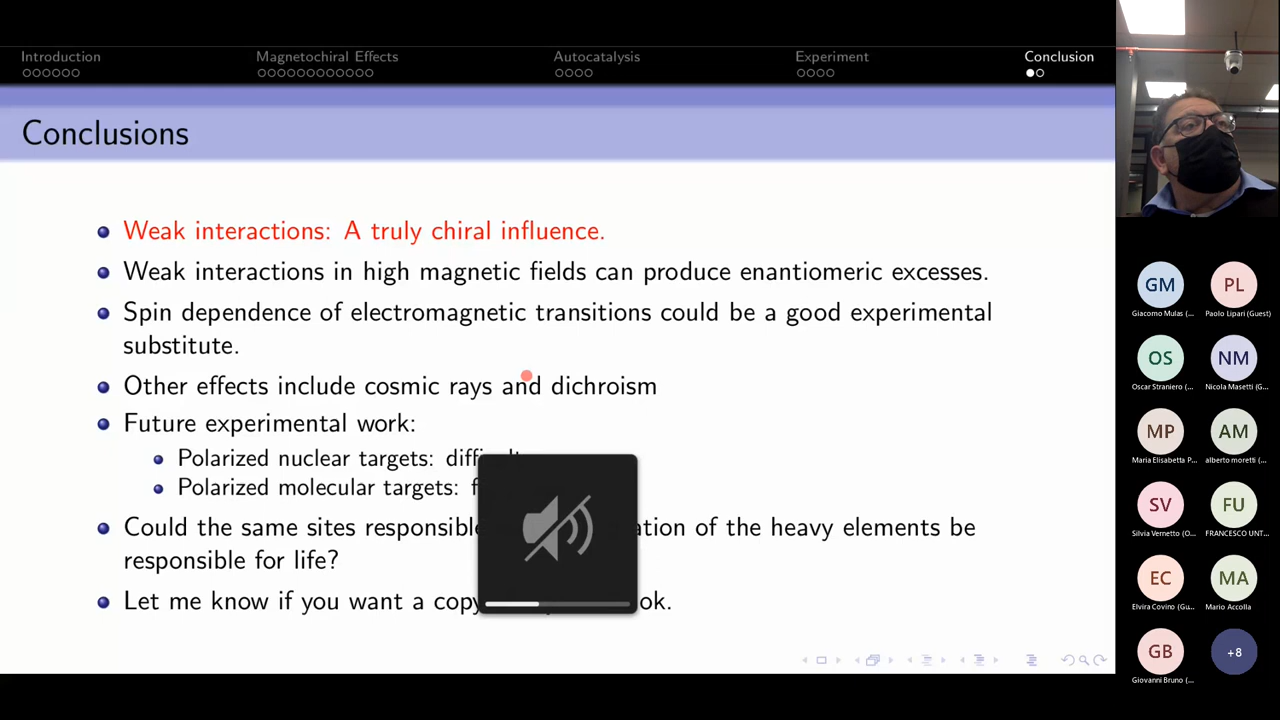 Introduction
Magnetochiral Effects
Autocatalysis
Experiment
Conclusion
Conclusions
Weak interactions: A truly chiral influence.
Weak interactions in high magnetic fields can produce enantiomeric excesses.
Spin dependence of electromagnetic transitions could be a good experimental
substitute.
Other effects include cosmic rays and dichroism
Future experimental work:
Polarized nuclear targets:
Polarized molecular targets:
Could the same sites responsible of the heavy elements be
responsible for life?
Let me know if you want a copy
GM
PL
Giacomo Mulas (...
Paolo Lipari (Guest)
OS
NM
Oscar Straniero (...
Nicola Masetti (G...
MP
AM
Maria Elisabetta P...
alberto moretti (...
SV
FU
Silvia Vernetto (O...
FRANCESCO UNT...
EC
MA
Elvira Covino (Gu...
Mario Accolla
GB
+8
Giovanni Bruno (...